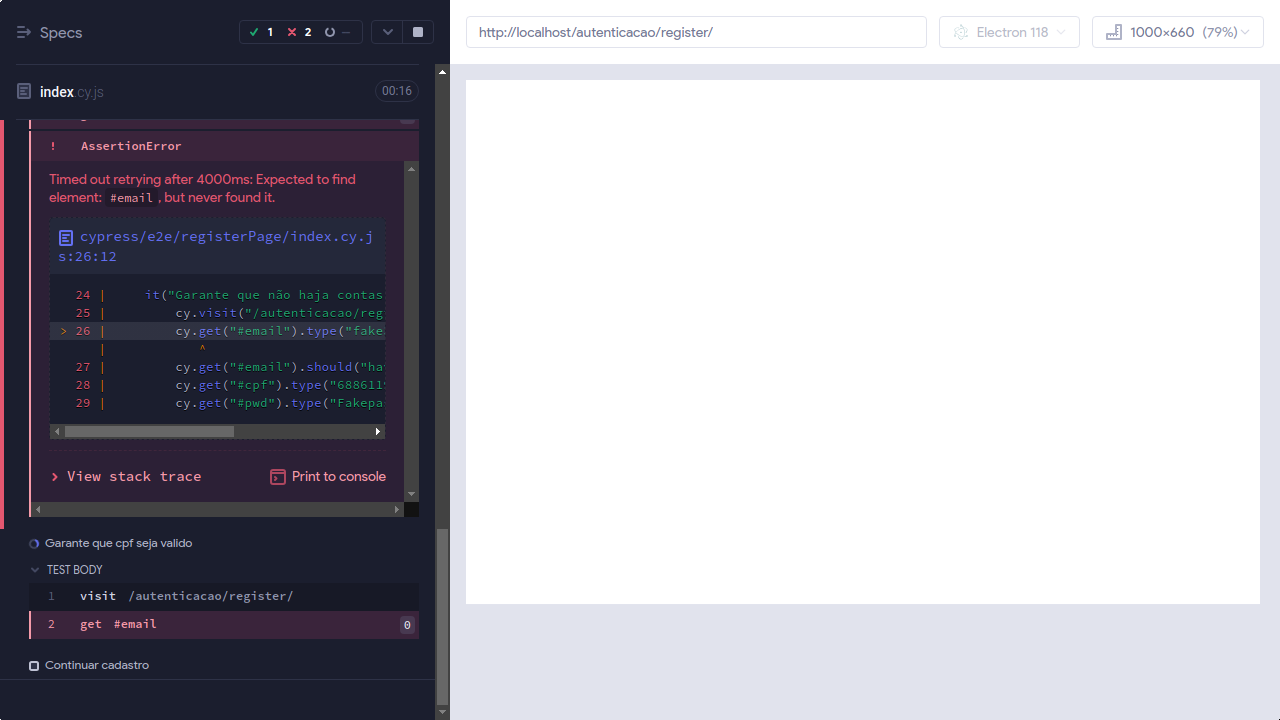 Specs
1
2
--
http://localhost/autenticacao/register/
Electron 118
1000×660 (79%)
index.cy.js
00:16
! AssertionError
Timed out retrying after 4000ms: Expected to find
element: #email, but never found it.
cypress/e2e/registerPage/index.cy.j
s:26:12
24 | it("Garante que não haja contas
25 | cy.visit("/autenticacao/reg
> 26 | cy.get("#email").type("fake
| ^
27 | cy.get("#email").should("ha
28 | cy.get("#cpf").type("688611
29 | cy.get("#pwd").type("Fakepa
View stack trace
Print to console
Garante que cpf seja valido
TEST BODY
1 visit /autenticacao/register/
2 get #email 0
Continuar cadastro